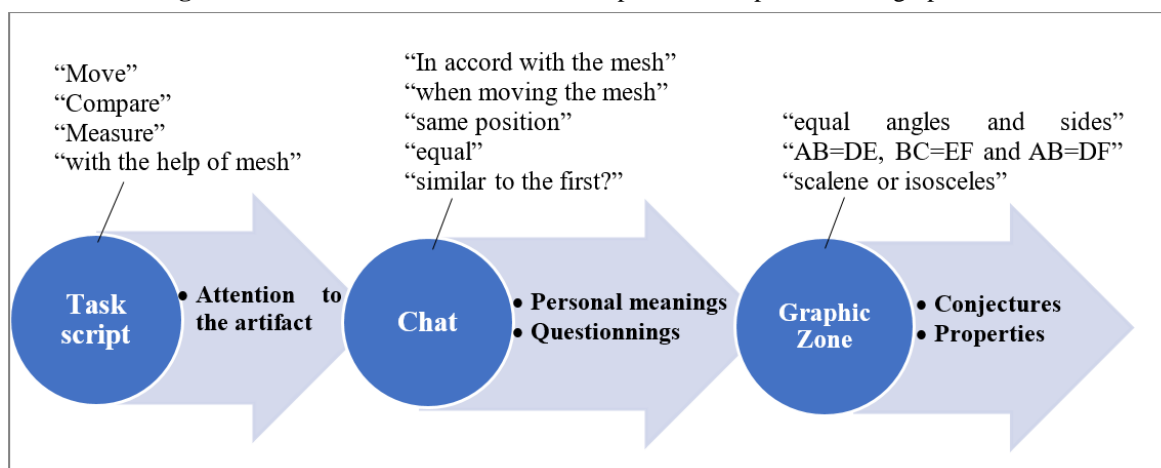 “Move”
“Compare”
“Measure”
“with the help of mesh”
“In accord with the mesh”
“when moving the mesh”
“same position”
“equal”
“similar to the first?”
“equal angles and sides”
“AB=DE, BC=EF and AB=DF”
“scalene or isosceles”
Task
script
• Attention to
the artifact
Chat
• Personal meanings
• Questionnings
Graphic
Zone
• Conjectures
• Properties